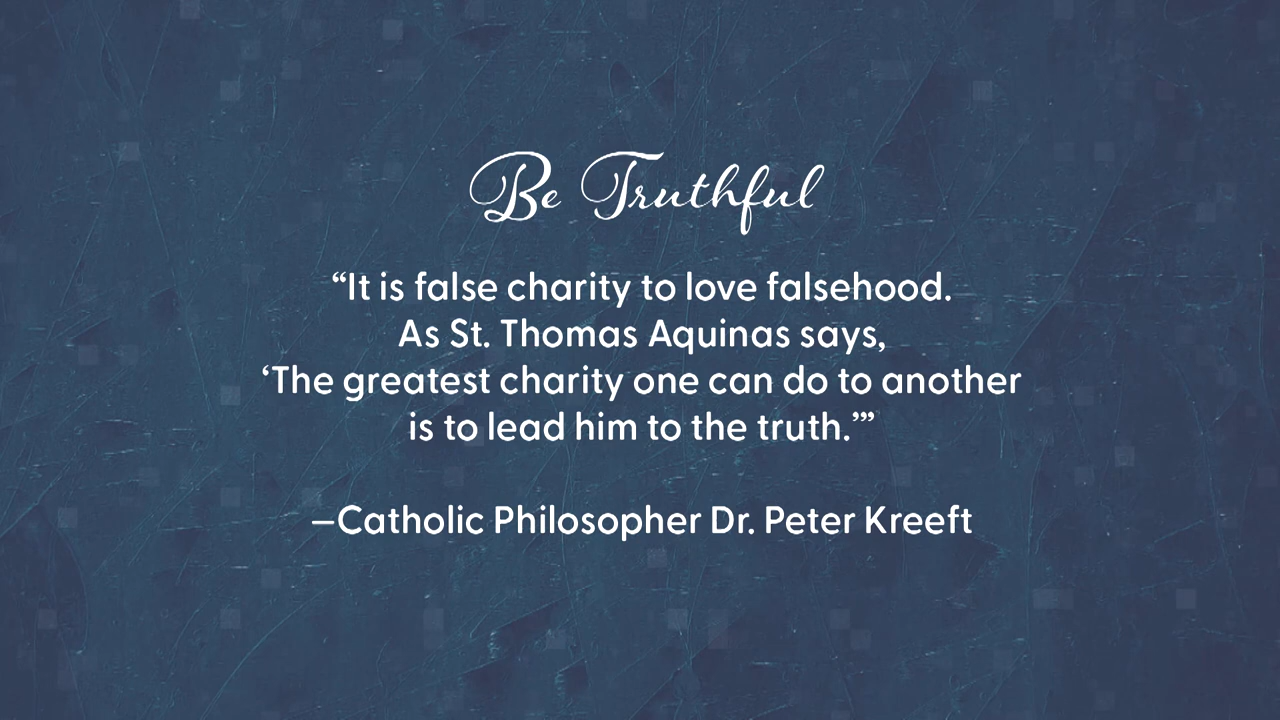 Be Truthful
“It is false charity to love falsehood.
As St. Thomas Aquinas says,
‘The greatest charity one can do to another
is to lead him to the truth.’”
–Catholic Philosopher Dr. Peter Kreeft